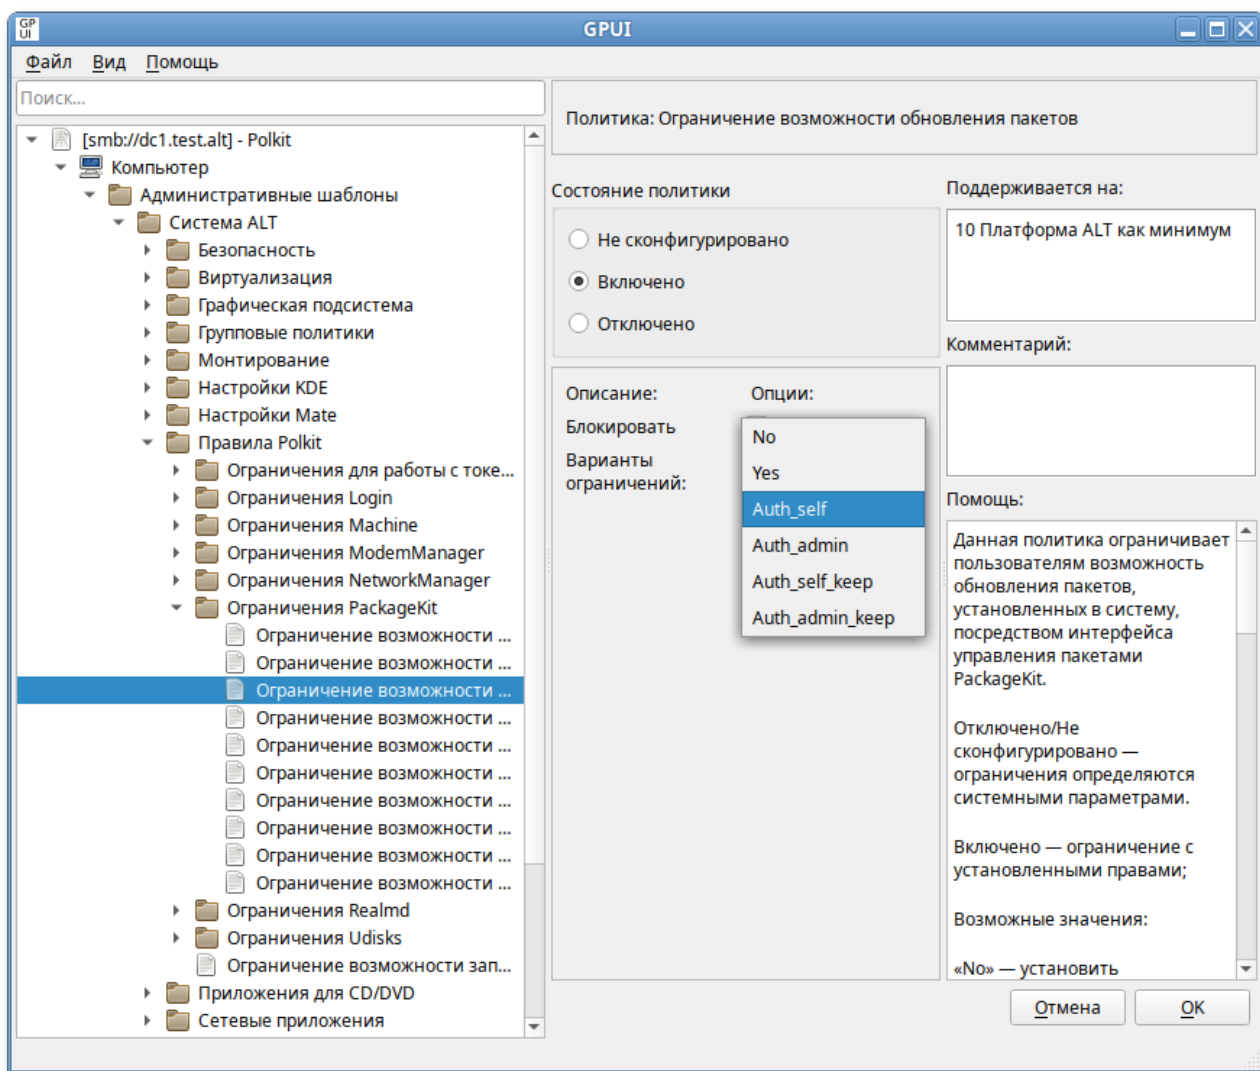 GP
UI
GPUI
Файл Вид Помощь
Поиск...
[smb://dc1.test.alt] - Polkit
Компьютер
Административные шаблоны
Система ALT
Безопасность
Виртуализация
Графическая подсистема
Групповые политики
Монтирование
Настройки KDE
Настройки Mate
Правила Polkit
Ограничения для работы с токе...
Ограничения Login
Ограничения Machine
Ограничения ModemManager
Ограничения NetworkManager
Ограничения PackageKit
Ограничение возможности ...
Ограничение возможности ...
Ограничение возможности ...
Ограничение возможности ...
Ограничение возможности ...
Ограничение возможности ...
Ограничение возможности ...
Ограничение возможности ...
Ограничение возможности ...
Ограничение возможности ...
Ограничения Realmd
Ограничения Udisks
Ограничение возможности зап...
Приложения для CD/DVD
Сетевые приложения
Политика: Ограничение возможности обновления пакетов
Состояние политики
Не сконфигурировано
Включено
Отключено
Описание: Опции:
Блокировать
Варианты
ограничений:
No
Yes
Auth_self
Auth_admin
Auth_self_keep
Auth_admin_keep
Поддерживается на:
10 Платформа ALT как минимум
Комментарий:
Помощь:
Данная политика ограничивает
пользователям возможность
обновления пакетов,
установленных в систему,
посредством интерфейса
управления пакетами
PackageKit.
Отключено/Не
сконфигурировано —
ограничения определяются
системными параметрами.
Включено — ограничение с
установленными правами;
Возможные значения:
«No» — установить
Отмена OK